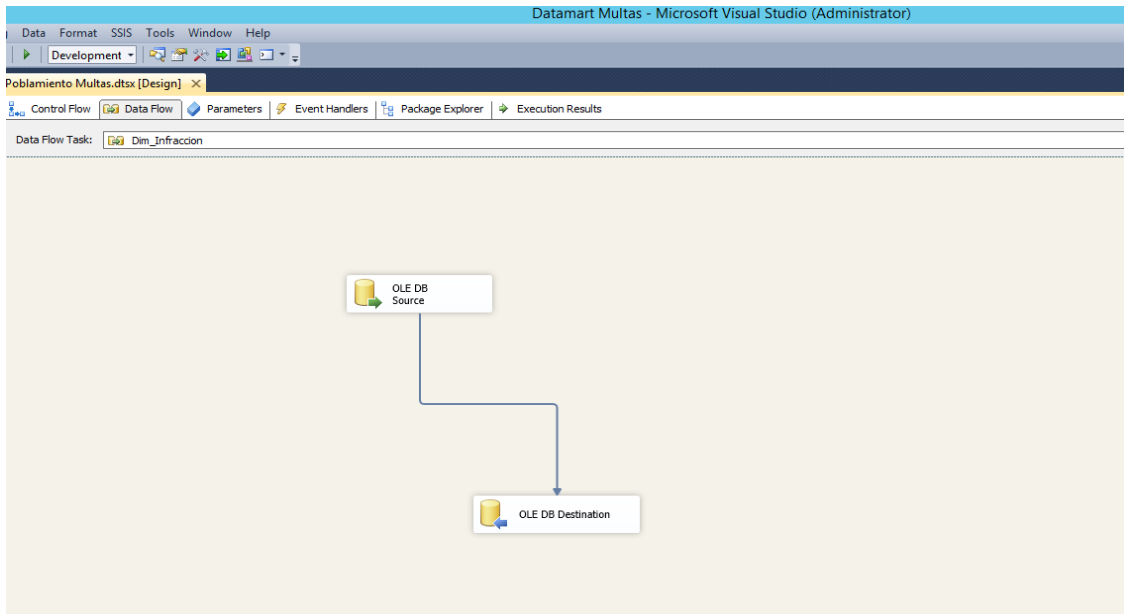 Datamart Multas - Microsoft Visual Studio (Administrator)
Data Format SSIS Tools Window Help
Development
Poblamiento Multas.dtsx [Design]
Control Flow Data Flow Parameters Event Handlers Package Explorer Execution Results
Data Flow Task: Dim_Infraccion
OLE DB
Source
OLE DB Destination